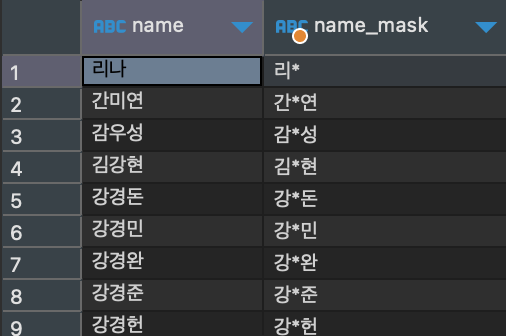 ABC name ABC name_mask
1 리나 리*
2 간미연 간*연
3 감우성 감*성
4 김강현 김*현
5 강경돈 강*돈
6 강경민 강*민
7 강경완 강*완
8 강경준 강*준
9 강경헌 강*헌